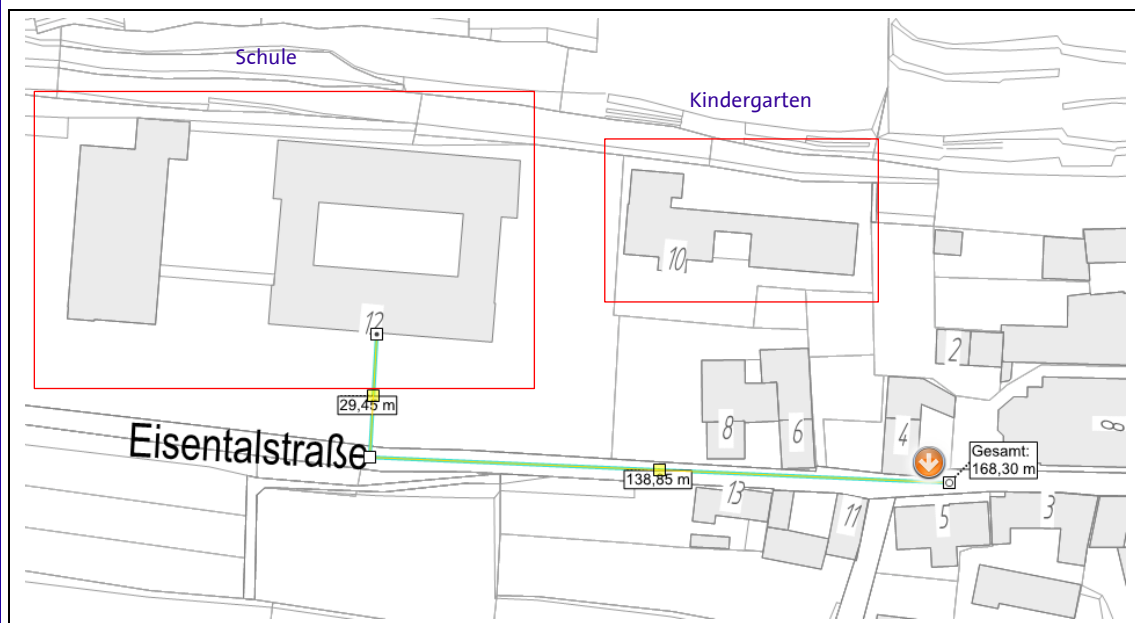 Schule
Kindergarten
10
12
2
29,45 m
8
6
4
8
Eisentalstraße
Gesamt:
168,30 m
138,85 m
13
11
5
3